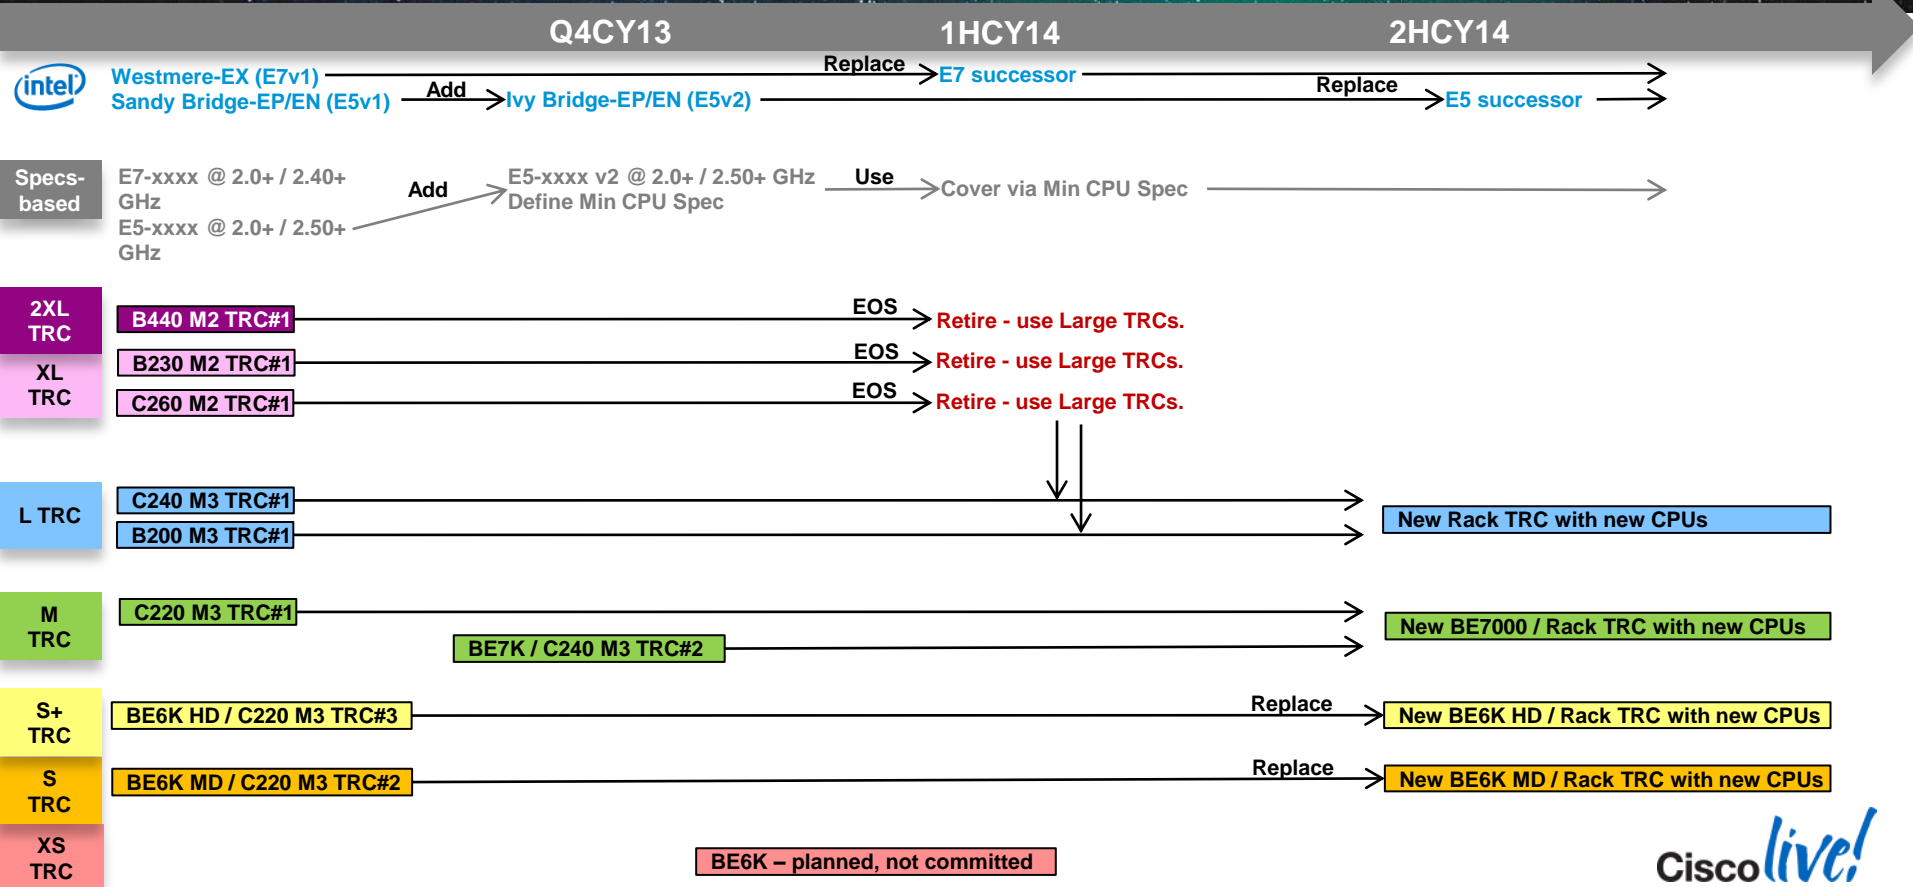 Q4CY13 1HCY14 2HCY14
intel
Westmere-EX (E7v1) Replace E7 successor
Sandy Bridge-EP/EN (E5v1) Add Ivy Bridge-EP/EN (E5v2) Replace E5 successor
Specs-
based
E7-xxxx @ 2.0+ / 2.40+
GHz
E5-xxxx @ 2.0+ / 2.50+
GHz
Add
E5-xxxx v2 @ 2.0+ / 2.50+ GHz
Define Min CPU Spec
Use
Cover via Min CPU Spec
2XL
TRC
B440 M2 TRC#1 EOS Retire - use Large TRCs.
XL
TRC
B230 M2 TRC#1 EOS Retire - use Large TRCs.
C260 M2 TRC#1 EOS Retire - use Large TRCs.
L TRC
C240 M3 TRC#1
B200 M3 TRC#1
New Rack TRC with new CPUs
M
TRC
C220 M3 TRC#1
BE7K / C240 M3 TRC#2
New BE7000 / Rack TRC with new CPUs
S+
TRC
BE6K HD / C220 M3 TRC#3 Replace New BE6K HD / Rack TRC with new CPUs
S
TRC
BE6K MD / C220 M3 TRC#2 Replace New BE6K MD / Rack TRC with new CPUs
XS
TRC
BE6K – planned, not committed
Cisco live!